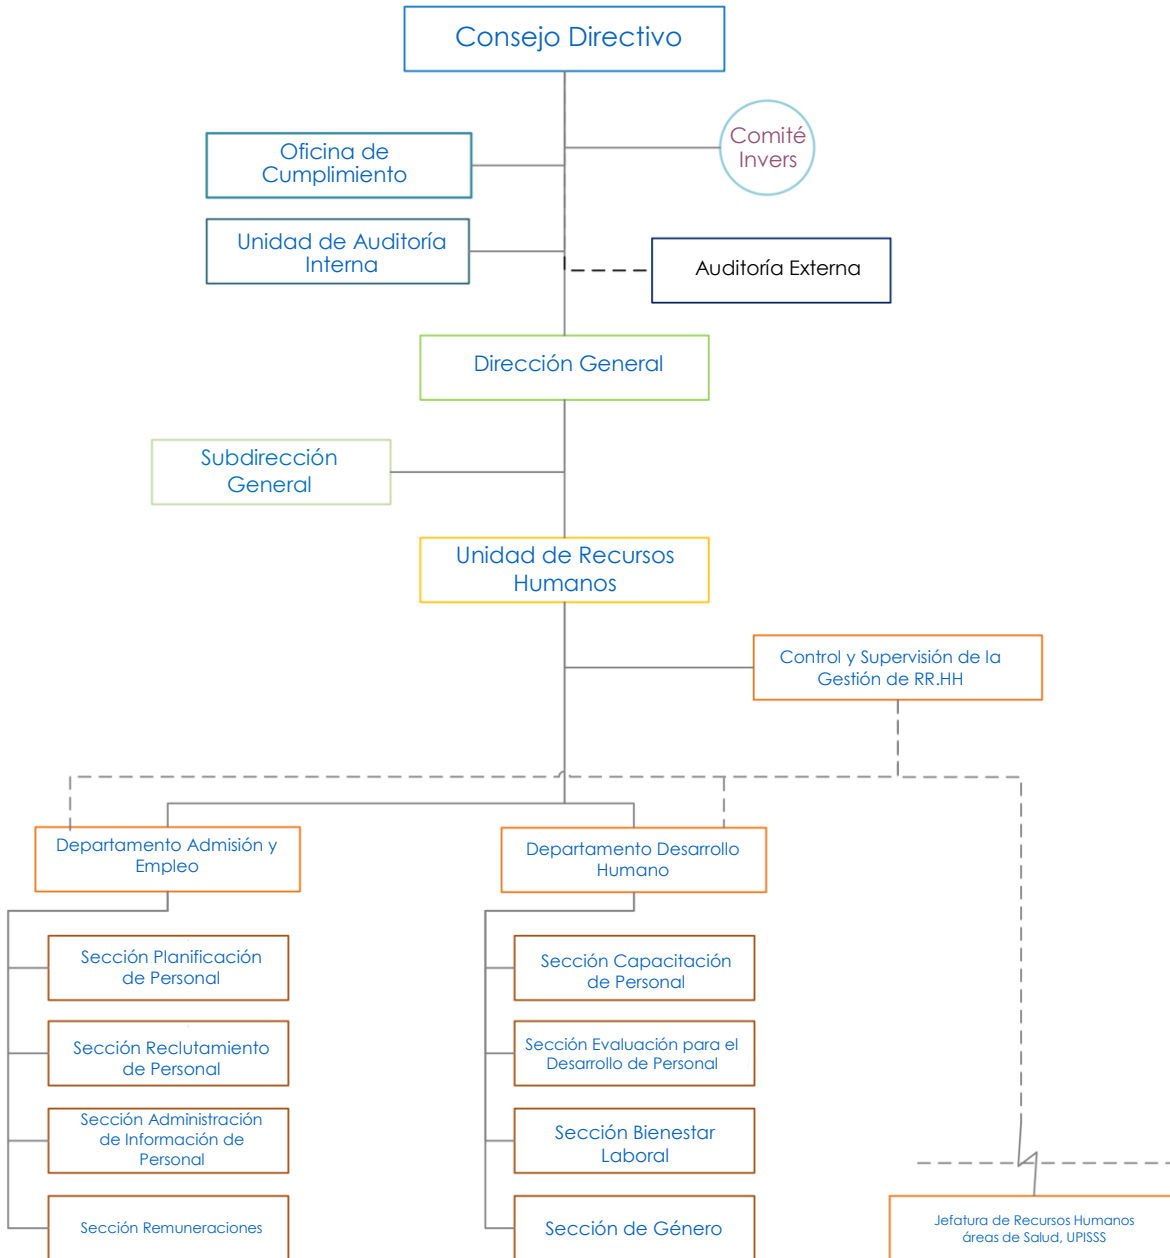 Consejo Directivo
Comité
Invers
Oficina de
Cumplimiento
Unidad de Auditoría
Interna
Auditoría Externa
Dirección General
Subdirección
General
Unidad de Recursos
Humanos
Control y Supervisión de la
Gestión de RR.HH
Departamento Admisión y
Empleo
Departamento Desarrollo
Humano
Sección Planificación
de Personal
Sección Capacitación
de Personal
Sección Reclutamiento
de Personal
Sección Evaluación para el
Desarrollo de Personal
Sección Administración
de Información de
Personal
Sección Bienestar
Laboral
Sección Remuneraciones
Sección de Género
Jefatura de Recursos Humanos
áreas de Salud, UPISSS